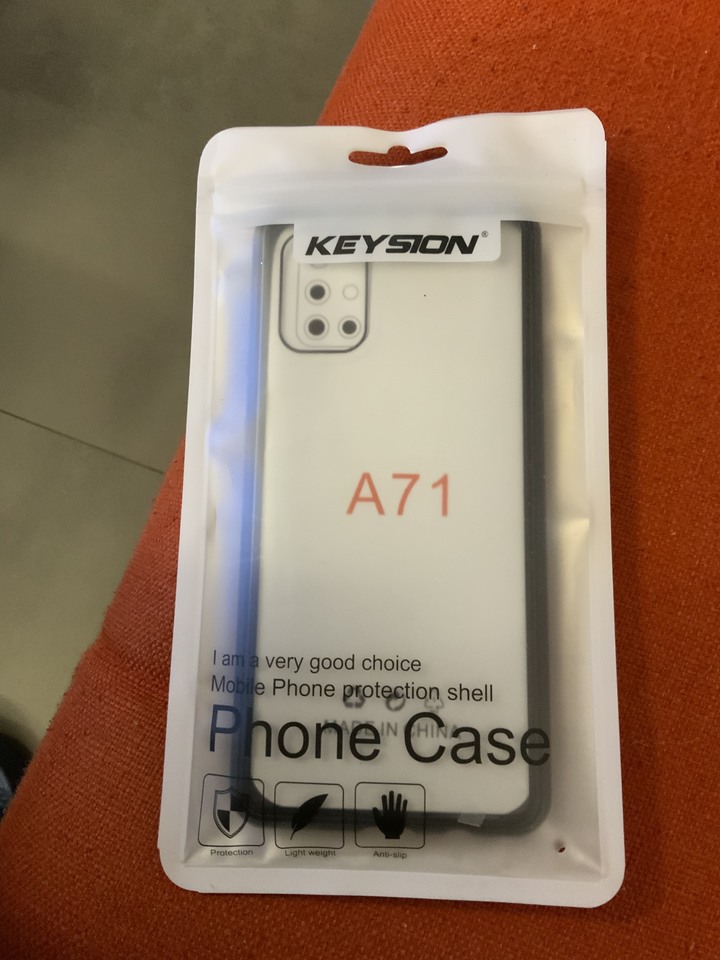 KEYSION®
A71
I am a very good choice
Mobile Phone protection shell
MADE IN CHINA
Phone Case
Protection
Light weight
Anti-slip